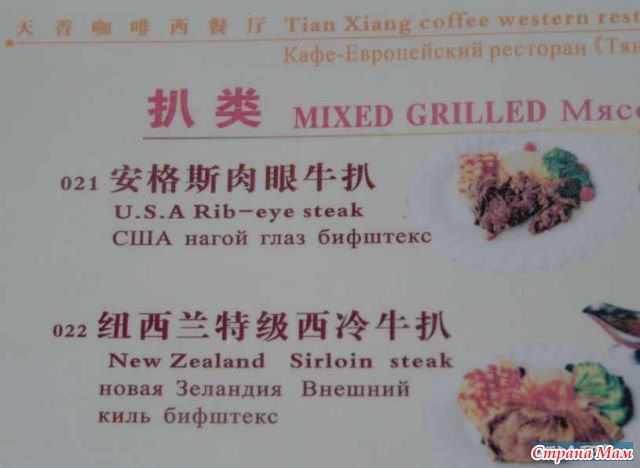 天香咖啡西餐厅 Tian Xiang coffee western rest
Кафе-Европейский ресторан《Тян
扒类 MIXED GRILLED Мясо
021 安格斯肉眼牛扒
U.S.A Rib-eye steak
США нагой глаз бифштекс
022 纽西兰特级西冷牛扒
New Zealand Sirloin steak
новая Зеландия Внешний
киль бифштекс
Страна Мам